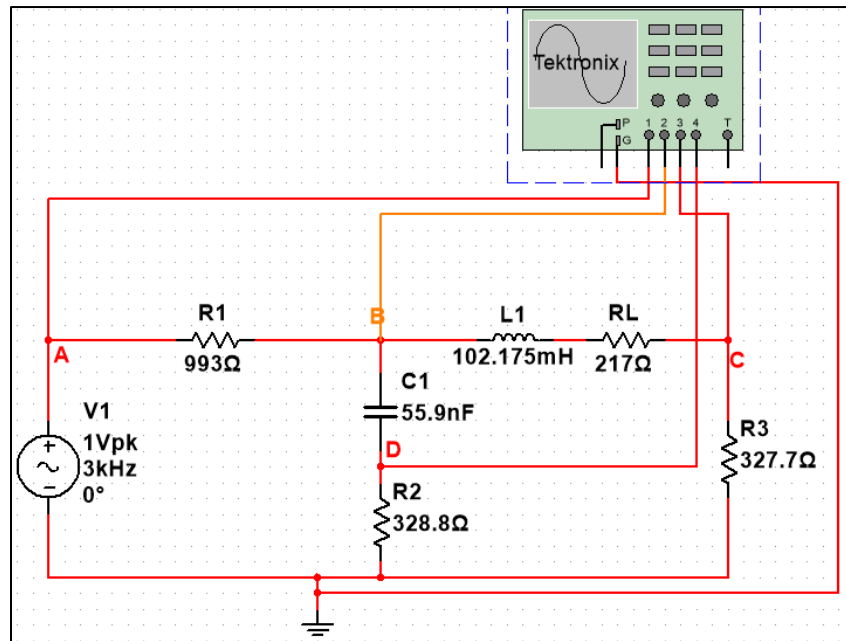 Tektronix
P 1 2 3 4 T
G
R1
993Ω
B
L1
102.175mH
RL
217Ω
A
C
C1
55.9nF
V1
1Vpk
3kHz
0°
D
R2
328.8Ω
R3
327.7Ω